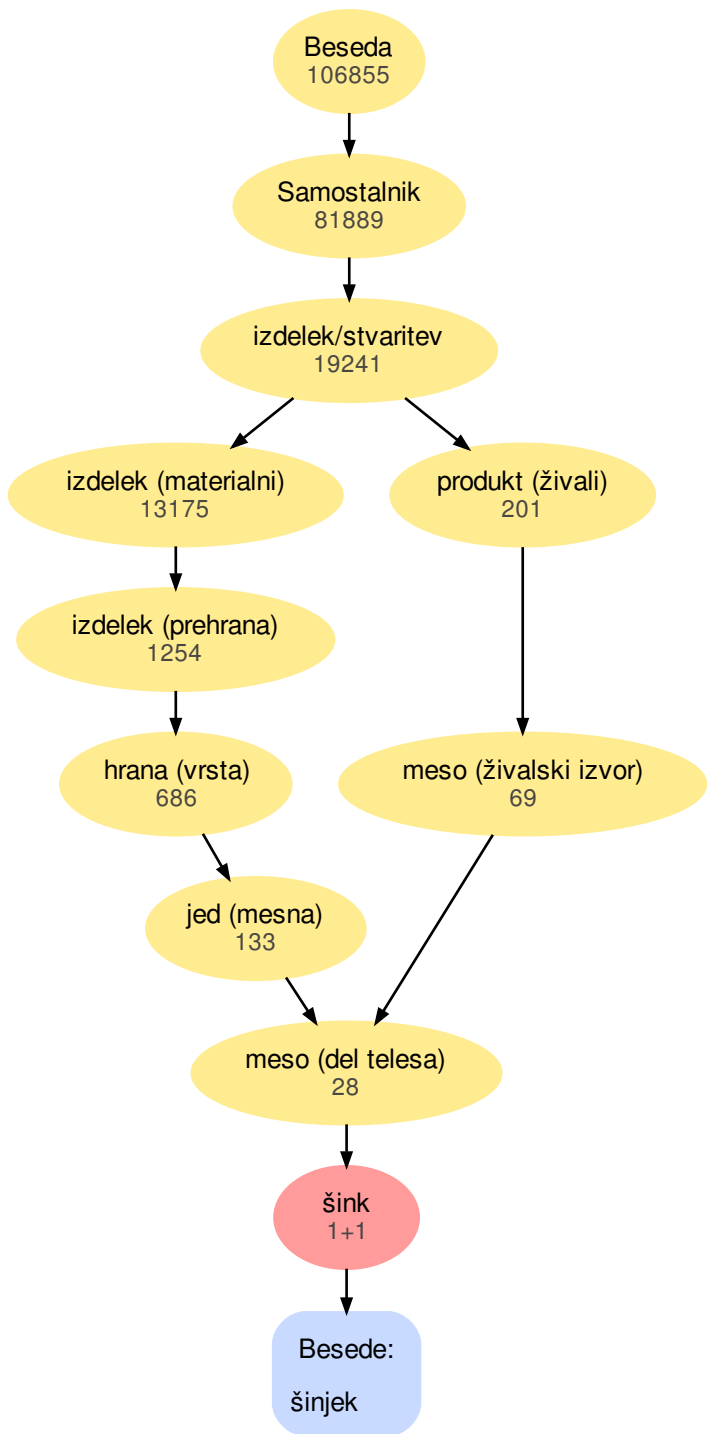 Beseda
106855
Samostalnik
81889
izdelek/stvaritev
19241
izdelek (materialni)
13175
produkt (živali)
201
izdelek (prehrana)
1254
hrana (vrsta)
686
meso (živalski izvor)
69
jed (mesna)
133
meso (del telesa)
28
šink
1+1
Besede:
šinjek